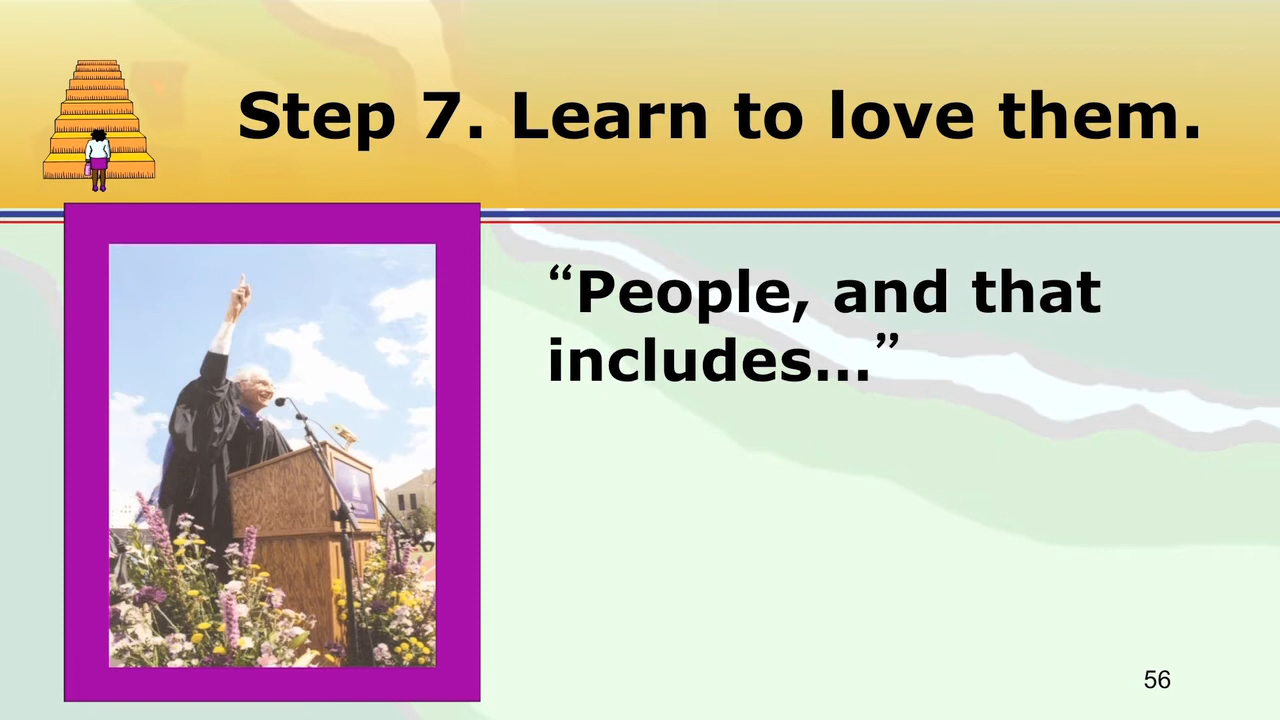 Step 7. Learn to love them.
“People, and that
includes...”
56